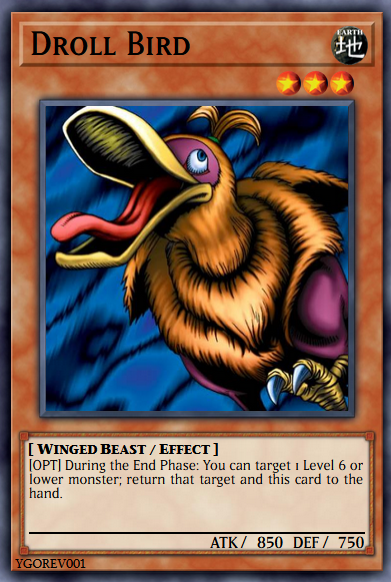 Droll Bird
EARTH
地
[ Winged Beast / Effect ]
[OPT] During the End Phase: You can target 1 Level 6 or
lower monster; return that target and this card to the
hand.
ATK / 850 DEF / 750
YGOREV001